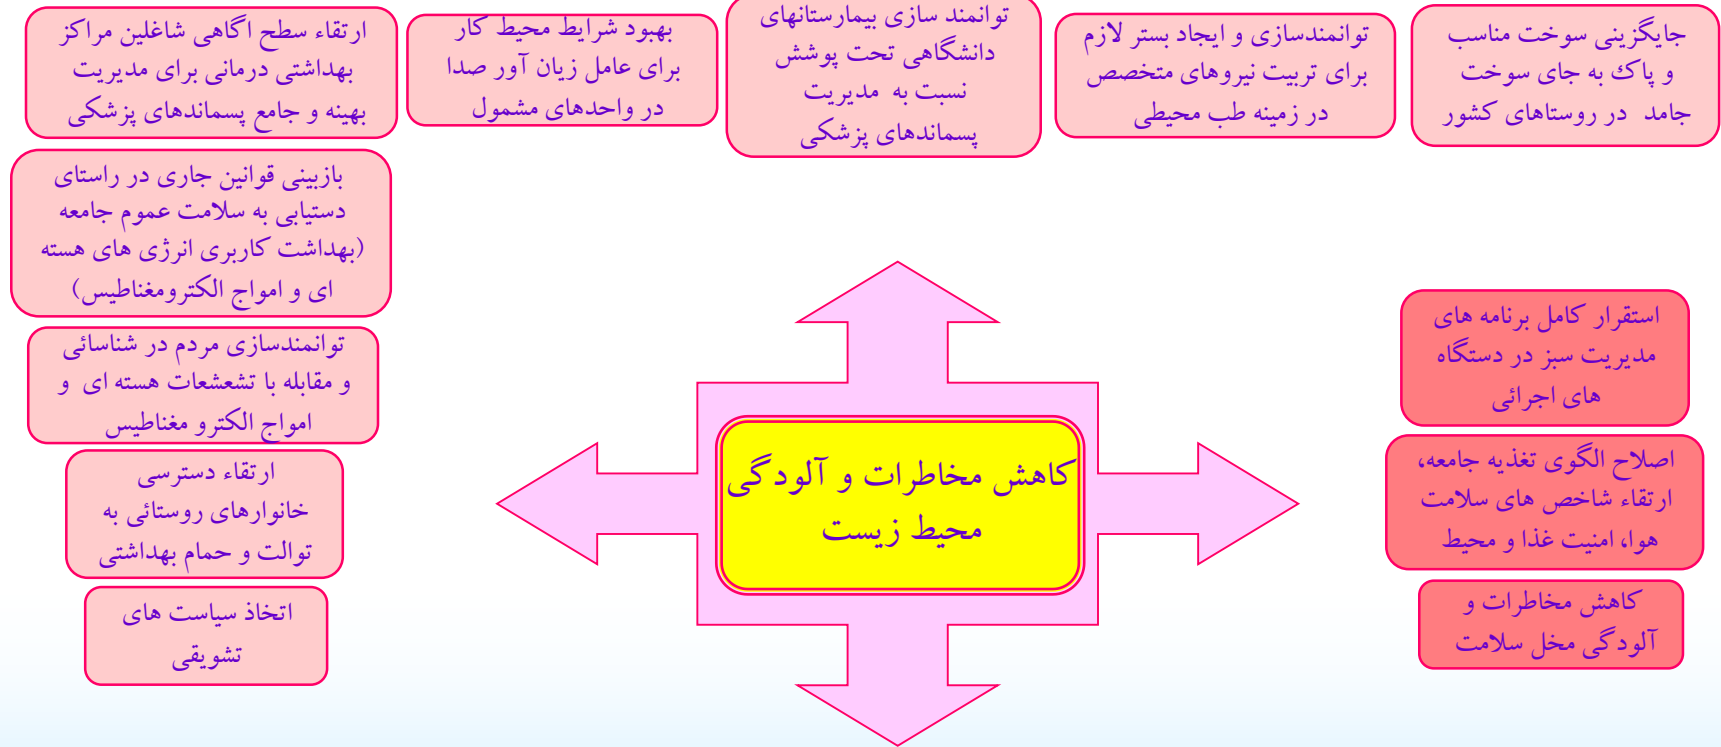 جایگزینی سوخت مناسب
و پاک به جای سوخت
جامد در روستاهای کشور
توانمندسازی و ایجاد بستر لازم
برای تربیت نیروهای متخصص
در زمینه طب محیطی
توانمند سازی بیمارستانهای
دانشگاهی تحت پوشش
نسبت به مدیریت
پسماندهای پزشکی
بهبود شرایط محیط کار
برای عامل زیان آور صدا
در واحدهای مشمول
ارتقاء سطح اگاهی شاغلین مراکز
بهداشتی درمانی برای مدیریت
بهینه و جامع پسماندهای پزشکی
بازبینی قوانین جاری در راستای
دستیابی به سلامت عموم جامعه
(بهداشت کاربری انرژی های هسته
ای و امواج الکترومغناطیس)
توانمندسازی مردم در شناسائی
و مقابله با تشعشعات هسته ای و
امواج الکترو مغناطیس
ارتقاء دسترسی
خانوارهای روستائی به
توالت و حمام بهداشتی
اتخاذ سیاست های
تشویقی
کاهش مخاطرات و آلودگی
محیط زیست
استقرار کامل برنامه های
مدیریت سبز در دستگاه
های اجرائی
اصلاح الگوی تغذیه جامعه،
ارتقاء شاخص های سلامت
هوا، امنیت غذا و محیط
کاهش مخاطرات و
آلودگی مخل سلامت